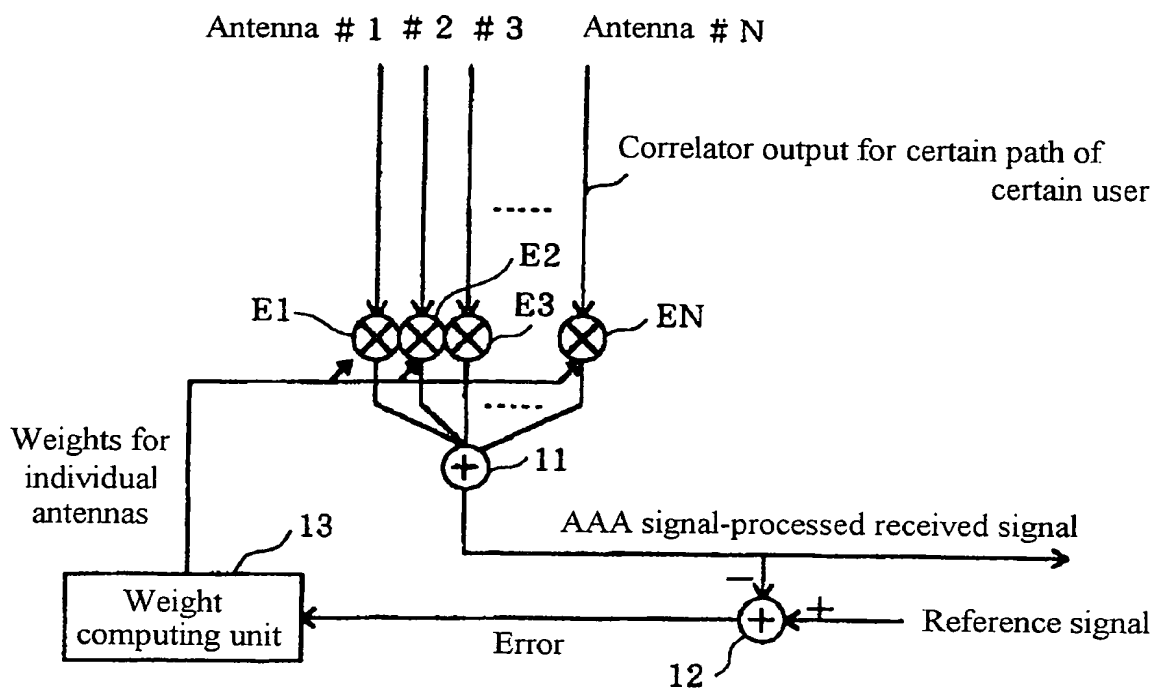 Antenna # 1 # 2 # 3 Antenna # N
Correlator output for certain path of
certain user
E2
E1
E3
EN
Weights for
individual
antennas
11
13
AAA signal-processed received signal
Weight
computing unit
−
+
+
+
Reference signal
Error
12